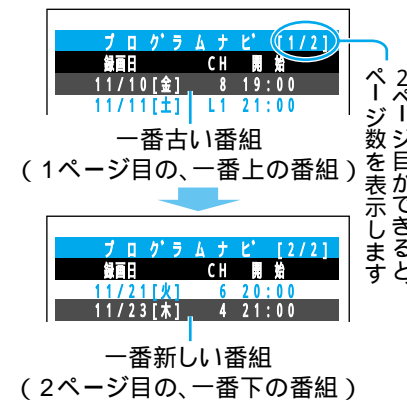 プログラムナビ [1/2]
録画日 CH 開始
11/10[金] 8 19:00
11/11[土] L1 21:00
一番古い番組
(1ページ目の、一番上の番組)
2ページ目ができると
ページ数を表示します
プログラムナビ [2/2]
録画日 CH 開始
11/21[火] 6 20:00
11/23[木] 4 21:00
一番新しい番組
(2ページ目の、一番下の番組)